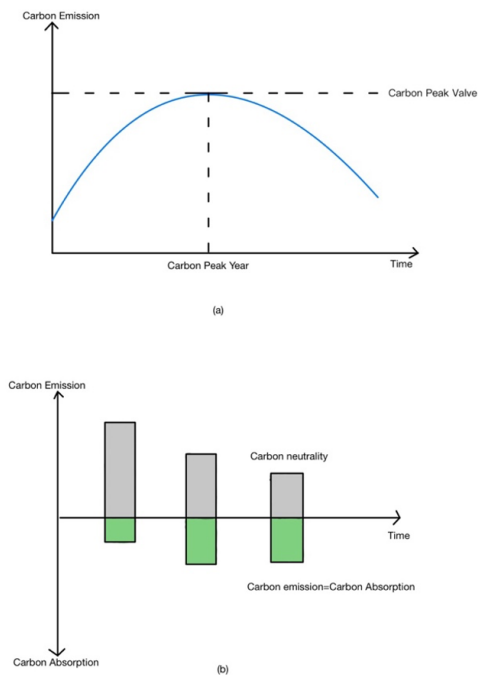 Carbon Emission
Carbon Peak Valve
Carbon Peak Year
Time
(a)
Carbon Emission
Carbon neutrality
Time
Carbon emission=Carbon Absorption
Carbon Absorption
(b)